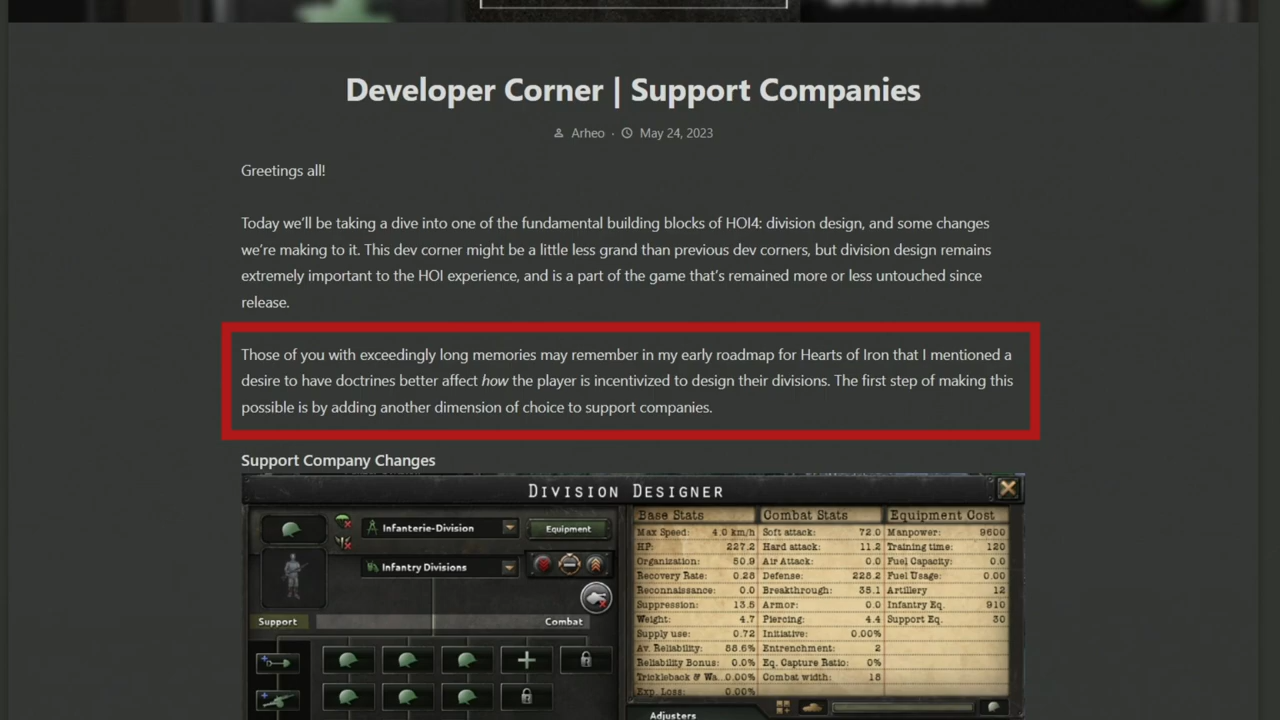 Developer Corner | Support Companies
Arheo · May 24, 2023
Greetings all!
Today we'll be taking a dive into one of the fundamental building blocks of HOI4: division design, and some changes
we're making to it. This dev corner might be a little less grand than previous dev corners, but division design remains
extremely important to the HOI experience, and is a part of the game that's remained more or less untouched since
release.
Those of you with exceedingly long memories may remember in my early roadmap for Hearts of Iron that I mentioned a
desire to have doctrines better affect how the player is incentivized to design their divisions. The first step of making this
possible is by adding another dimension of choice to support companies.
Support Company Changes
DIVISION DESIGNER
Infanterie-Division
Equipment
Infantry Divisions
Support
Combat
Base Stats Combat Stats Equipment Cost
Max Speed: 4.0 km/h Soft attack: 72.0 Manpower: 9600
HP: 227.2 Hard attack: 11.2 Training time: 120
Organization: 50.9 Air Attack: 0.0 Fuel Capacity: 0.0
Recovery Rate: 0.28 Defense: 228.2 Fuel Usage: 0.00
Reconnaissance: 0.0 Breakthrough: 35.1 Artillery 12
Suppression: 13.5 Armor: 0.0 Infantry Eq. 910
Weight: 4.7 Piercing: 4.4 Support Eq. 30
Supply use: 0.72 Initiative: 0.00%
Av. Reliability: 88.6% Entrenchment: 2
Reliability Bonus: 0.0% Eq. Capture Ratio: 0%
Trickleback & Wa... 0.00% Combat width: 18
Exp. Loss: 0.00%
Adjusters